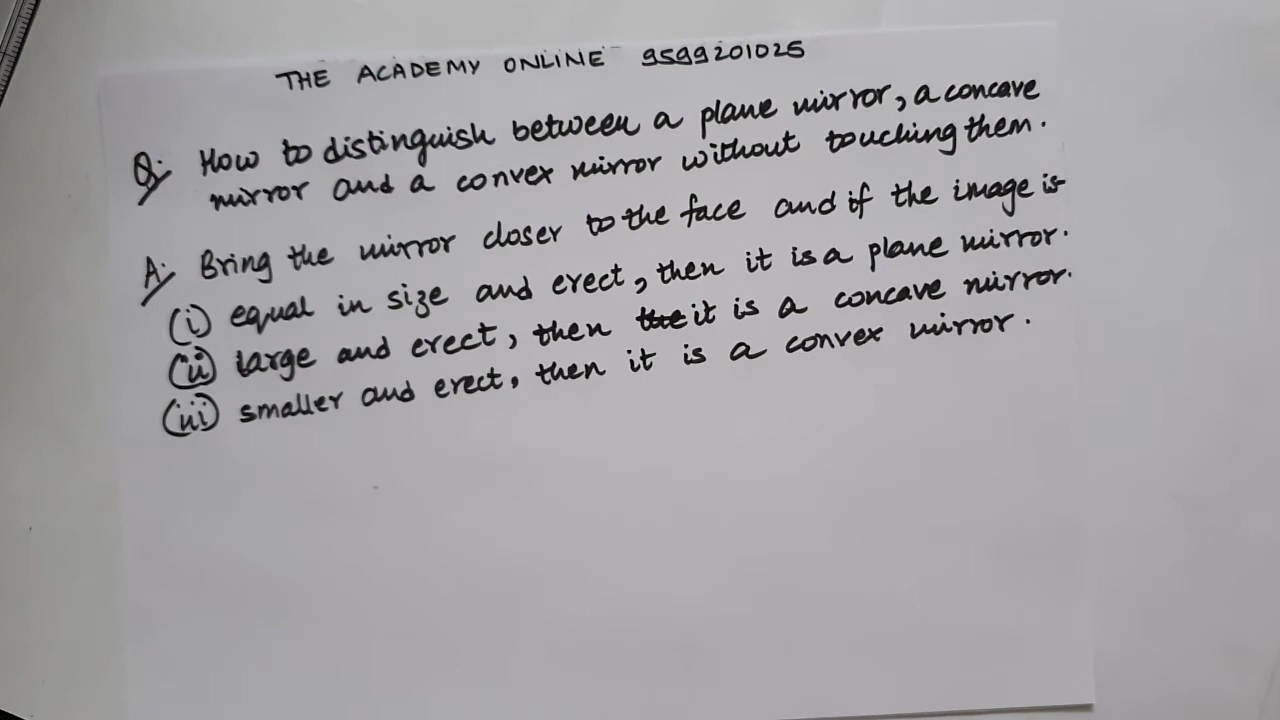 THE ACADEMY ONLINE 9599201025
Q: How to distinguish between a plane mirror, a concave
mirror and a convex mirror without touching them.
A: Bring the mirror closer to the face and if the image is
(i) equal in size and erect, then it is a plane mirror.
(ii) large and erect, then the it is a concave mirror.
(iii) smaller and erect, then it is a convex mirror.